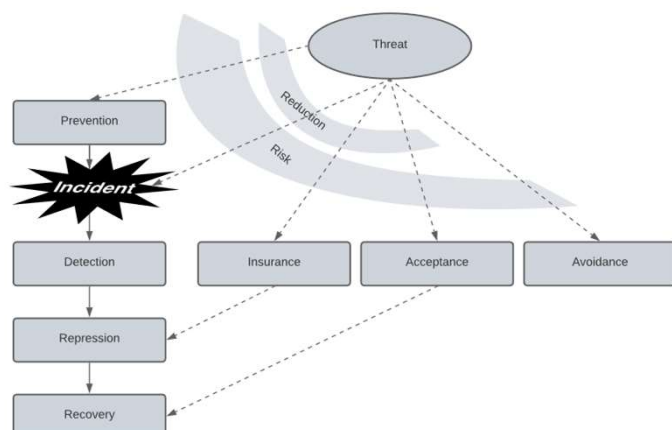 Threat
Reduction
Prevention
Risk
Incident
Detection
Insurance
Acceptance
Avoidance
Repression
Recovery